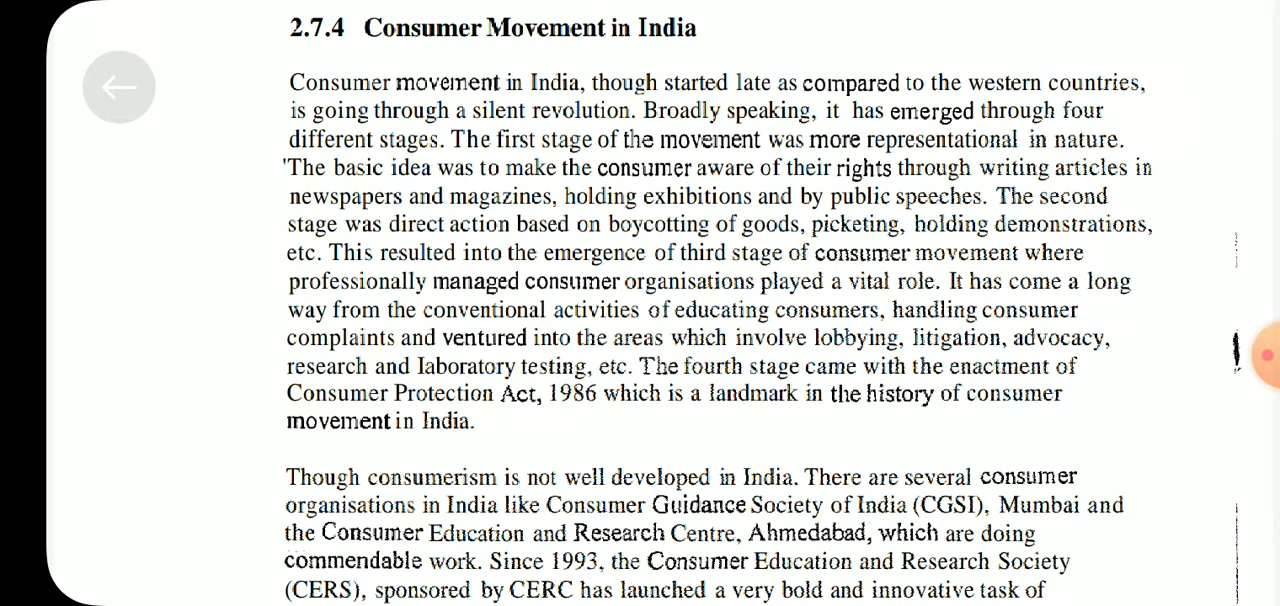 2.7.4 Consumer Movement in India
Consumer movement in India, though started late as compared to the western countries,
is going through a silent revolution. Broadly speaking, it has emerged through four
different stages. The first stage of the movement was more representational in nature.
'The basic idea was to make the consumer aware of their rights through writing articles in
newspapers and magazines, holding exhibitions and by public speeches. The second
stage was direct action based on boycotting of goods, picketing, holding demonstrations,
etc. This resulted into the emergence of third stage of consumer movement where
professionally managed consumer organisations played a vital role. It has come a long
way from the conventional activities of educating consumers, handling consumer
complaints and ventured into the areas which involve lobbying, litigation, advocacy,
research and laboratory testing, etc. The fourth stage came with the enactment of
Consumer Protection Act, 1986 which is a landmark in the history of consumer
movement in India.
Though consumerism is not well developed in India. There are several consumer
organisations in India like Consumer Guidance Society of India (CGSI), Mumbai and
the Consumer Education and Research Centre, Ahmedabad, which are doing
commendable work. Since 1993, the Consumer Education and Research Society
(CERS), sponsored by CERC has launched a very bold and innovative task of